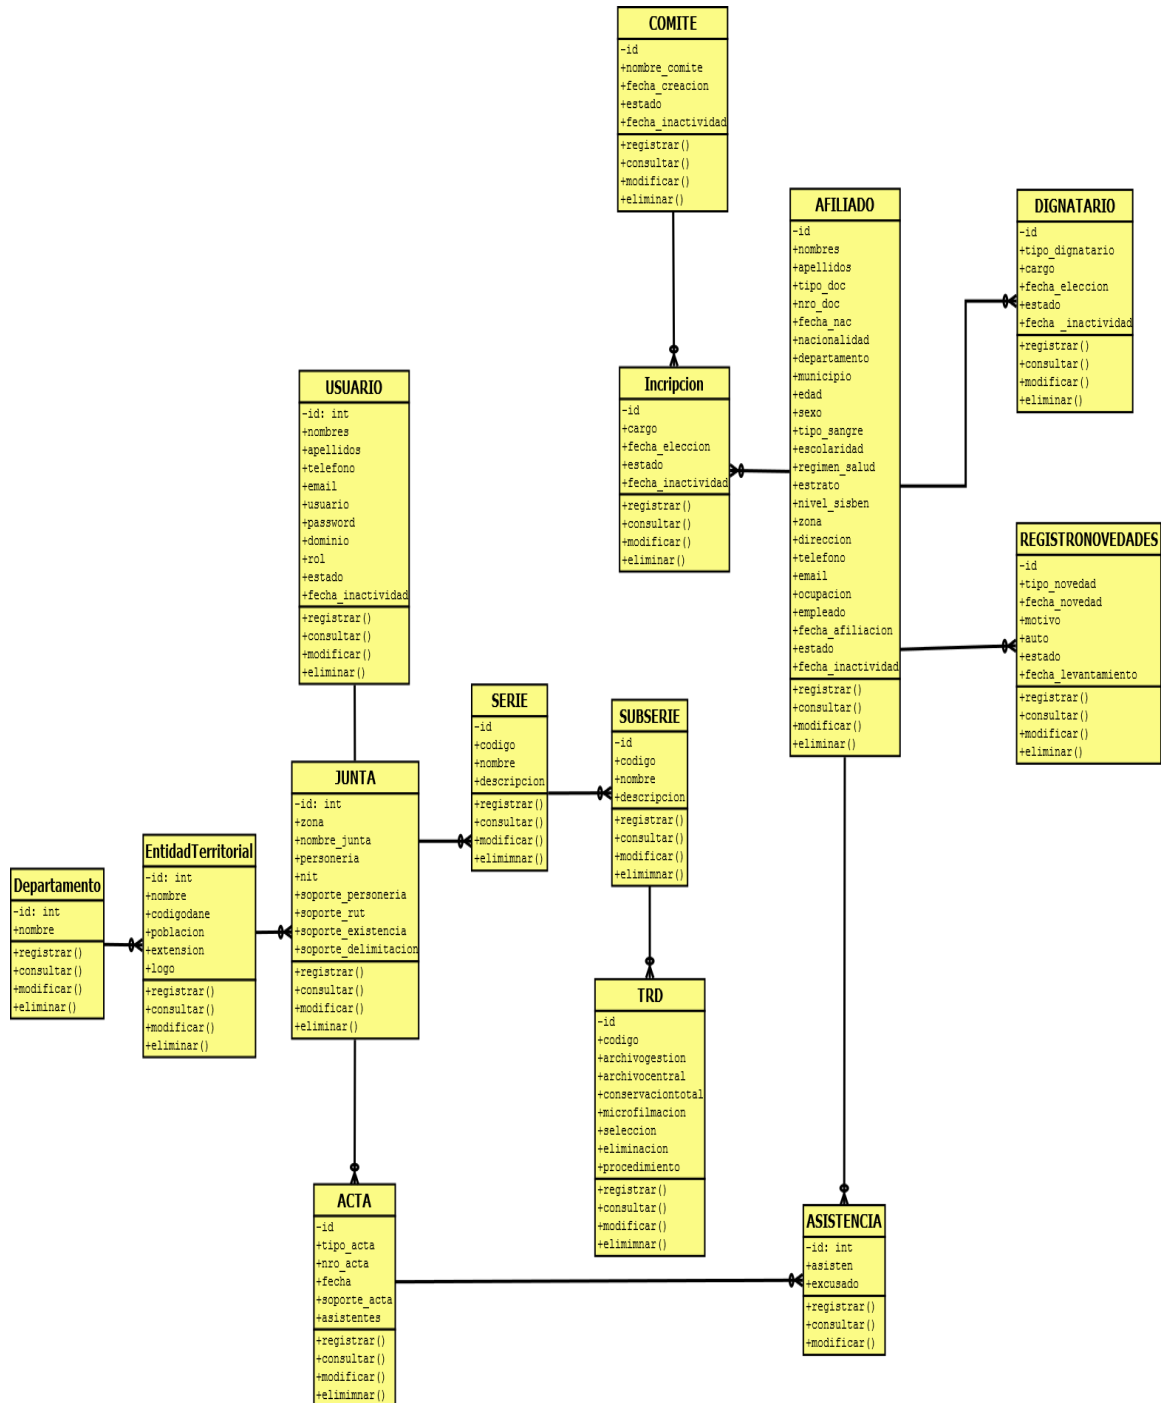 COMITE
-id
+nombre_comite
+fecha_creacion
+estado
+fecha_inactividad
+registrar()
+consultar()
+modificar()
+eliminar()
AFILIADO
-id
+nombres
+apellidos
+tipo_doc
+nro_doc
+fecha_nac
+nacionalidad
+departamento
+municipio
+edad
+sexo
+tipo_sangre
+escolaridad
+regimen_salud
+estrato
+nivel_sisben
+zona
+direccion
+telefono
+email
+ocupacion
+empleado
+fecha_afiliacion
+estado
+fecha_inactividad
+registrar()
+consultar()
+modificar()
+eliminar()
DIGNATARIO
-id
+tipo_dignatario
+cargo
+fecha_eleccion
+estado
+fecha _inactividad
+registrar()
+consultar()
+modificar()
+eliminar()
Incripcion
-id
+cargo
+fecha_eleccion
+estado
+fecha_inactividad
+registrar()
+consultar()
+modificar()
+eliminar()
USUARIO
-id: int
+nombres
+apellidos
+telefono
+email
+usuario
+password
+dominio
+rol
+estado
+fecha_inactividad
+registrar()
+consultar()
+modificar()
+eliminar()
REGISTRONOVEDADES
-id
+tipo_novedad
+fecha_novedad
+motivo
+auto
+estado
+fecha_levantamiento
+registrar()
+consultar()
+modificar()
+eliminar()
SERIE
-id
+codigo
+nombre
+descripcion
+registrar()
+consultar()
+modificar()
+elimimnar()
SUBSERIE
-id
+codigo
+nombre
+descripcion
+registrar()
+consultar()
+modificar()
+elimimnar()
JUNTA
-id: int
+zona
+nombre_junta
+personeria
+nit
+soporte_personeria
+soporte_rut
+soporte_existencia
+soporte_delimitacion
+registrar()
+consultar()
+modificar()
+eliminar()
EntidadTerritorial
-id: int
+nombre
+codigodane
+poblacion
+extension
+logo
+registrar()
+consultar()
+modificar()
+eliminar()
Departamento
-id: int
+nombre
+registrar()
+consultar()
+modificar()
+eliminar()
TRD
-id
+codigo
+archivogestion
+archivocentral
+conservaciontotal
+microfilmacion
+seleccion
+eliminacion
+procedimiento
+registrar()
+consultar()
+modificar()
+elimimnar()
ACTA
-id
+tipo_acta
+nro_acta
+fecha
+soporte_acta
+asistentes
+registrar()
+consultar()
+modificar()
+elimimnar()
ASISTENCIA
-id: int
+asisten
+excusado
+registrar()
+consultar()
+modificar()